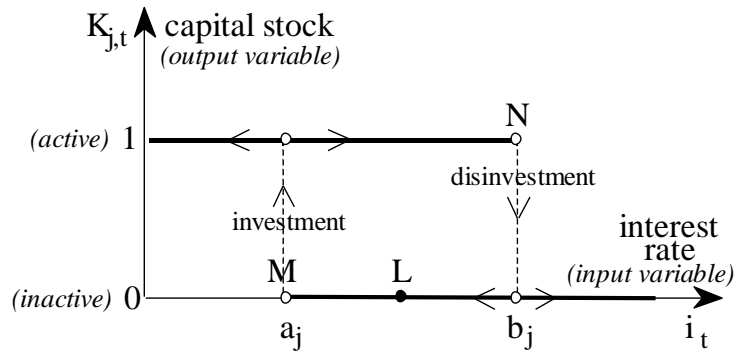 K_{j,t} capital stock
(output variable)
(active) 1
N
disinvestment
investment
interest
rate
(input variable)
M
L
(inactive) 0
a_j
b_j
i_t